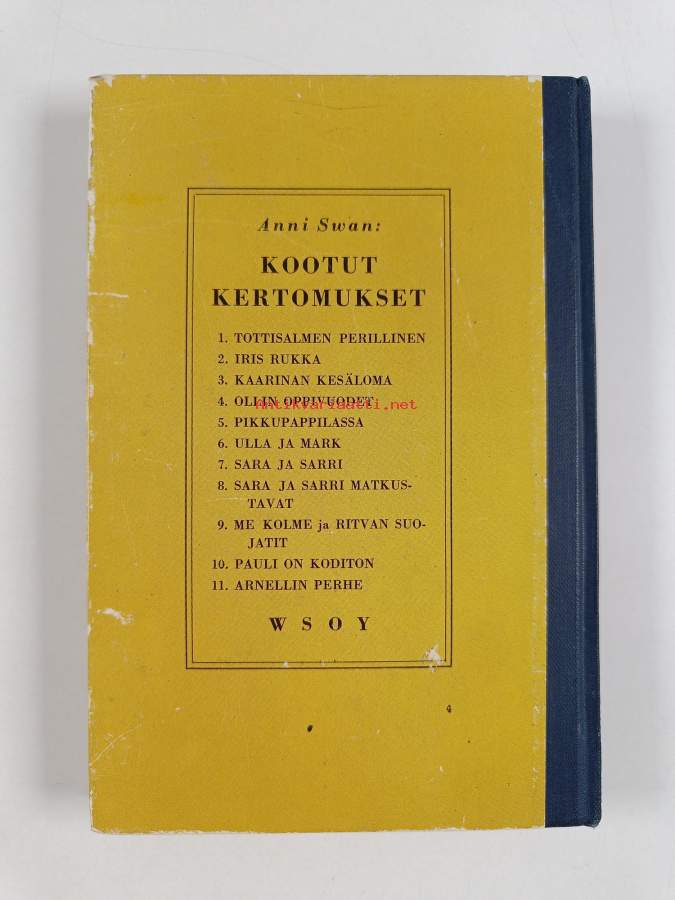 Anni Swan:
KOOTUT
KERTOMUKSET
1. TOTTISALMEN PERILLINEN
2. IRIS RUKKA
3. KAARINAN KESÄLOMA
4. OLLIN OPPIVUODET
Antikvariaatti.net
5. PIKKUPAPPILASSA
6. ULLA JA MARK
7. SARA JA SARRI
8. SARA JA SARRI MATKUS-
TAVAT
9. ME KOLME ja RITVAN SUO-
JATIT
10. PAULI ON KODITON
11. ARNELLIN PERHE
WSOY
4